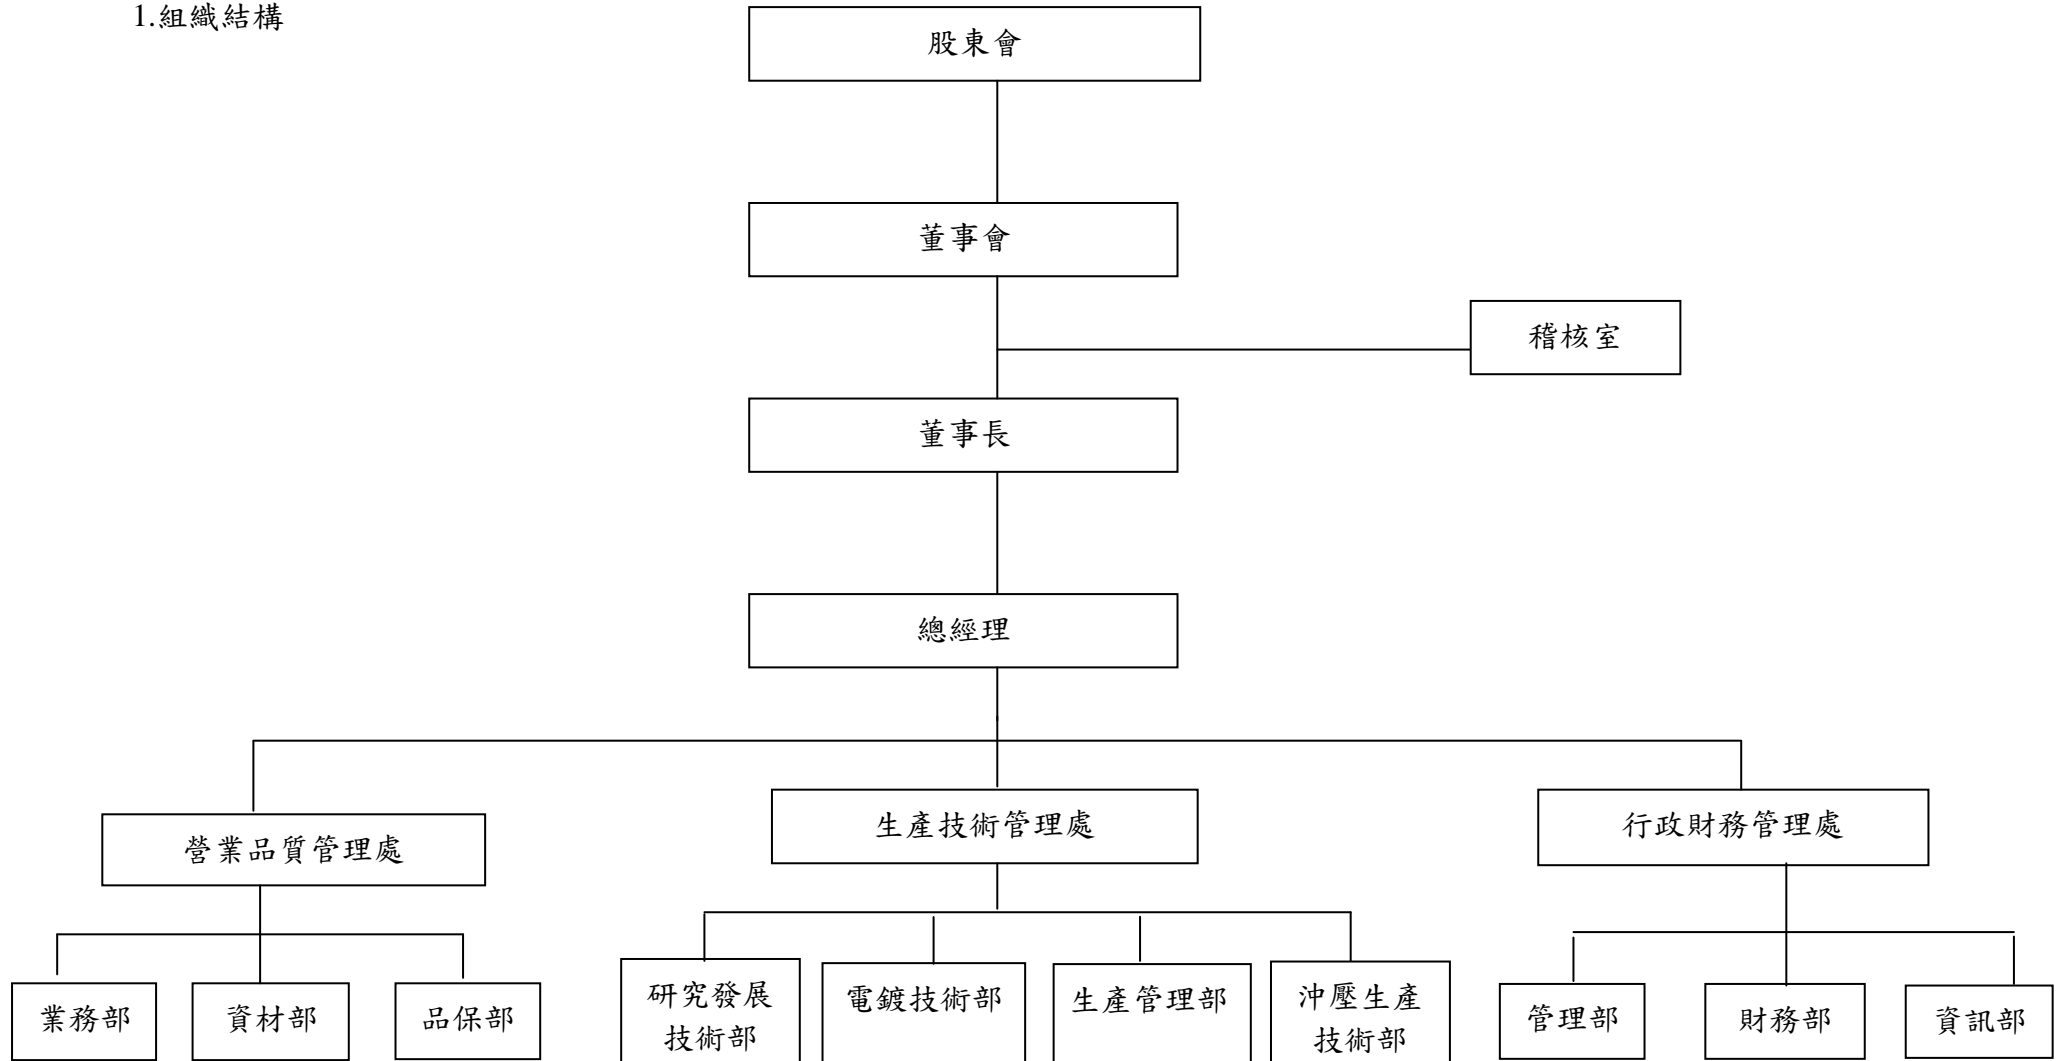 1.組織結構
股東會
董事會
稽核室
董事長
總經理
營業品質管理處
生產技術管理處
行政財務管理處
業務部
資材部
品保部
研究發展
技術部
電鍍技術部
生產管理部
沖壓生產
技術部
管理部
財務部
資訊部